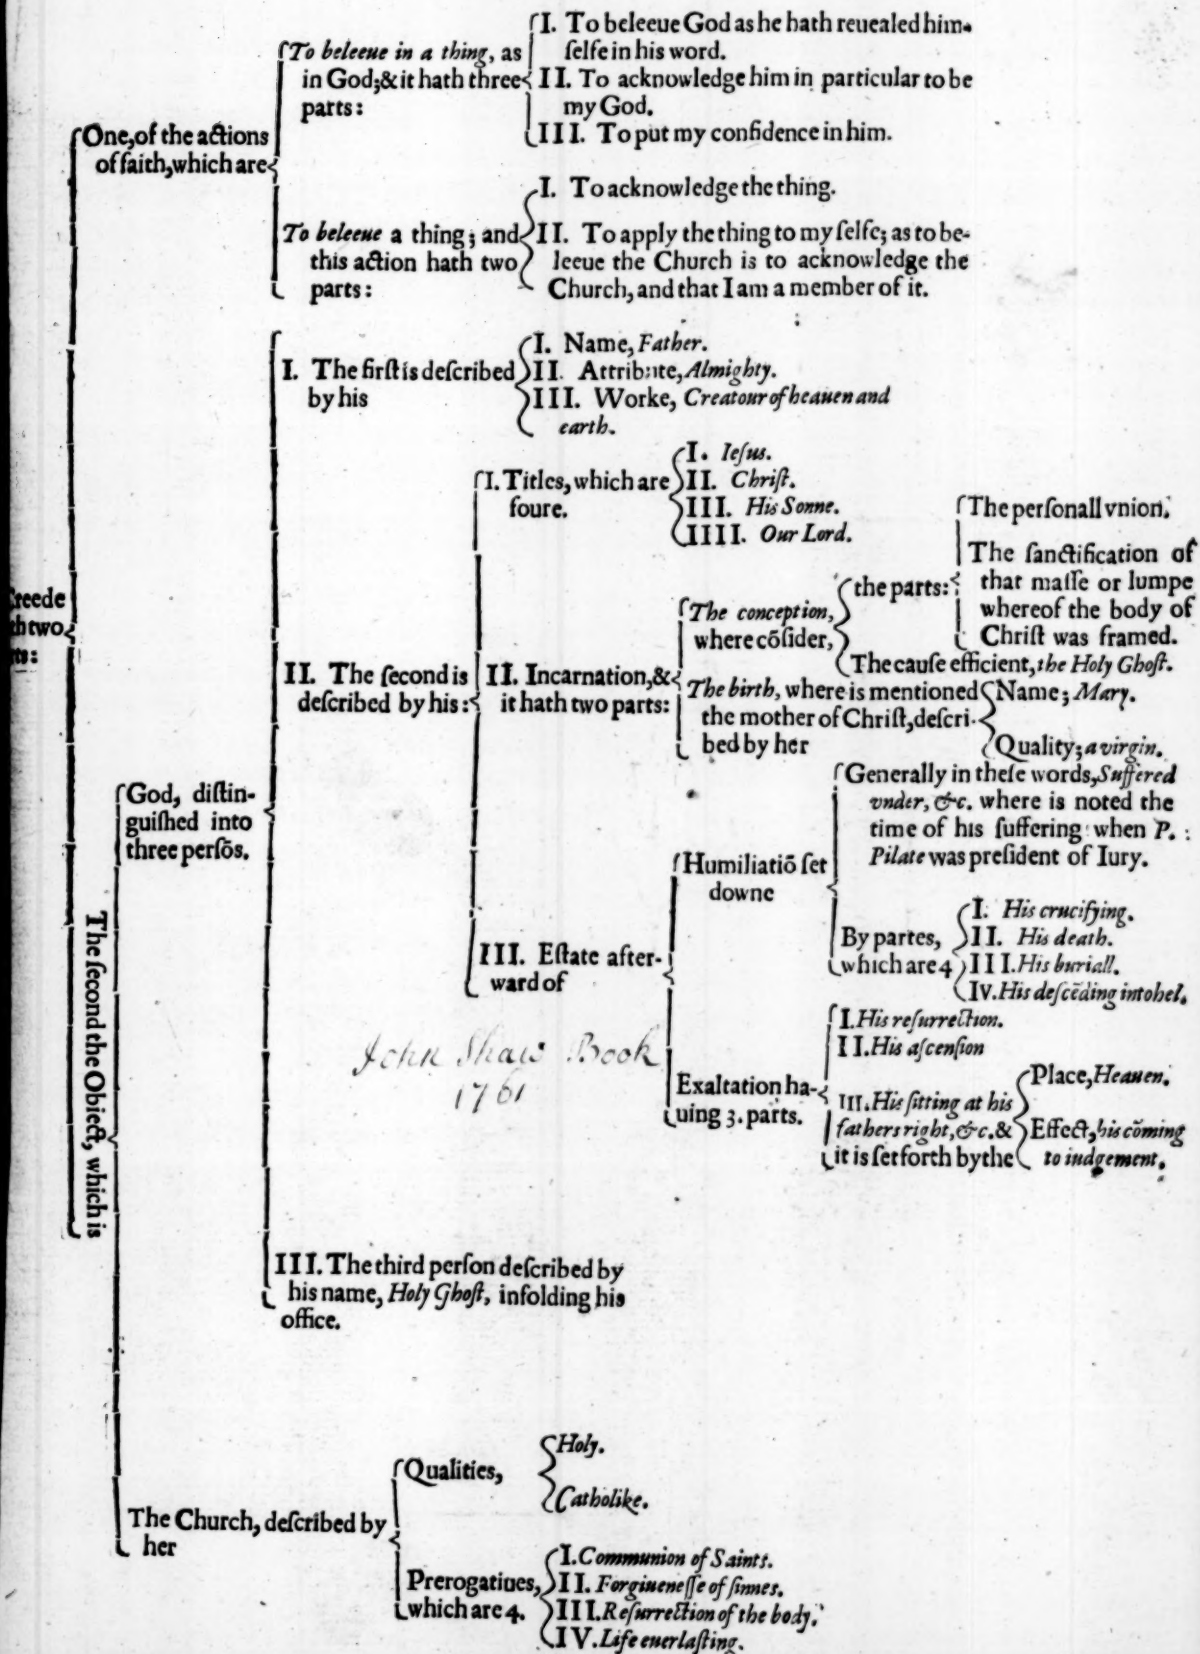 One, of the actions
of faith, which are
To beleeue in a thing, as
in God; & it hath three
parts:
I. To beleeue God as he hath reuealed him-
ſelfe in his word.
II. To acknowledge him in particular to be
my God.
III. To put my confidence in him.
To beleeue a thing; and
this action hath two
parts:
I. To acknowledge the thing.
II. To apply the thing to my ſelfe; as to be-
leeue the Church is to acknowledge the
Church, and that I am a member of it.
reede
th two
ts:
The ſecond the Obiect, which is
God, diſtin-
guiſhed into
three perſõs.
I. The firſt is deſcribed
by his
I. Name, Father.
II. Attribute, Almighty.
III. Worke, Creatour of heauen and
earth.
II. The ſecond is
deſcribed by his:
I. Titles, which are
foure.
I. Ieſus.
II. Chriſt.
III. His Sonne.
IIII. Our Lord.
II. Incarnation, &
it hath two parts:
The conception,
where cõſider,
the parts:
The perſonall vnion.
The ſanctification of
that maſſe or lumpe
whereof the body of
Chriſt was framed.
The cauſe efficient, the Holy Ghoſt.
The birth, where is mentioned
the mother of Chriſt, deſcri-
bed by her
Name; Mary.
Quality; a virgin.
III. Eſtate after-
ward of
Humiliatiõ ſet
downe
Generally in theſe words, Suffered
vnder, &c. where is noted the
time of his ſuffering when P.
Pilate was preſident of Iury.
By partes,
which are 4
I. His crucifying.
II. His death.
III. His buriall.
IV. His deſcẽding into hel.
Exaltation ha-
uing 3. parts.
I. His reſurrection.
II. His aſcenſion
III. His ſitting at his
fathers right, &c. &
it is ſet forth by the
Place, Heauen.
Effect, his cõming
to iudgement.
John Shaw Book
1761
III. The third perſon deſcribed by
his name, Holy Ghoſt, infolding his
office.
The Church, deſcribed by
her
Qualities,
Holy.
Catholike.
Prerogatiues,
which are 4.
I. Communion of Saints.
II. Forgiueneſſe of ſinnes.
III. Reſurrection of the body.
IV. Life euerlaſting.